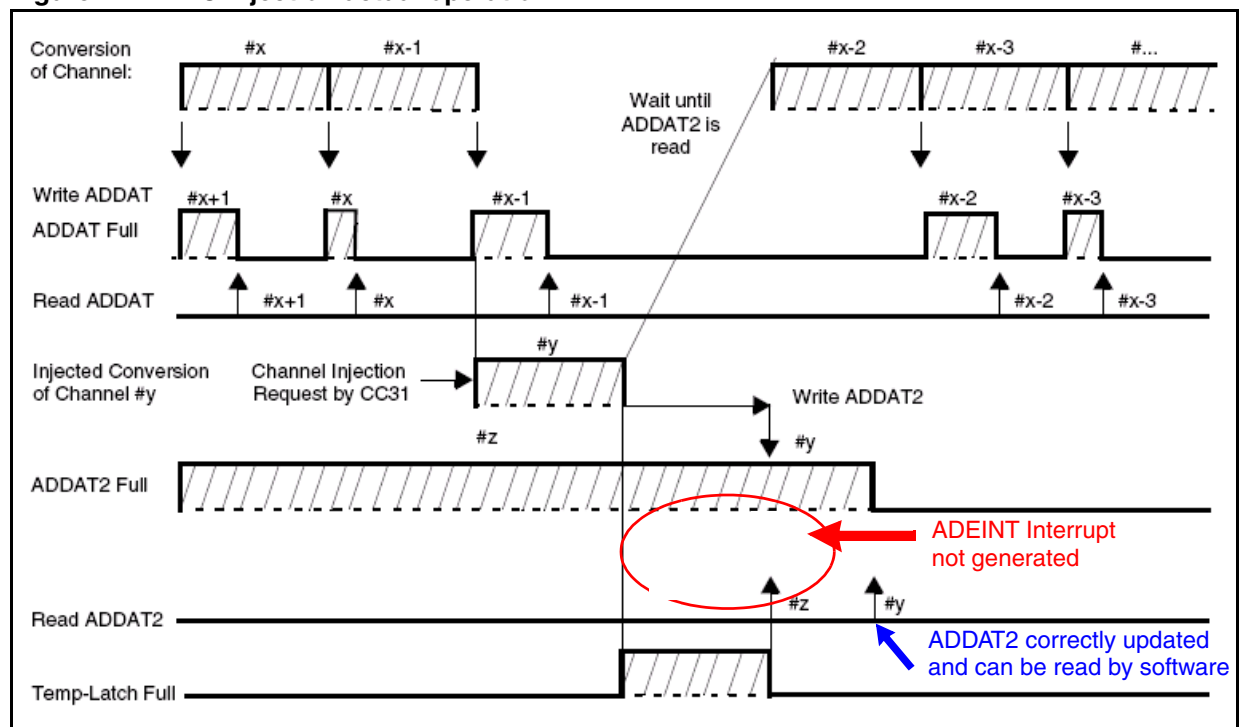 Conversion
of Channel:
#x
#x-1
#x-2
#x-3
#...
Wait until
ADDAT2 is
read
Write ADDAT
ADDAT Full
#x+1
#x
#x-1
#x-2
#x-3
Read ADDAT
#x+1
#x
#x-1
#x-2
#x-3
Injected Conversion
of Channel #y
Channel Injection
Request by CC31
#y
Write ADDAT2
#z
#y
ADDAT2 Full
ADEINT Interrupt
not generated
Read ADDAT2
#z
#y
ADDAT2 correctly updated
and can be read by software
Temp-Latch Full